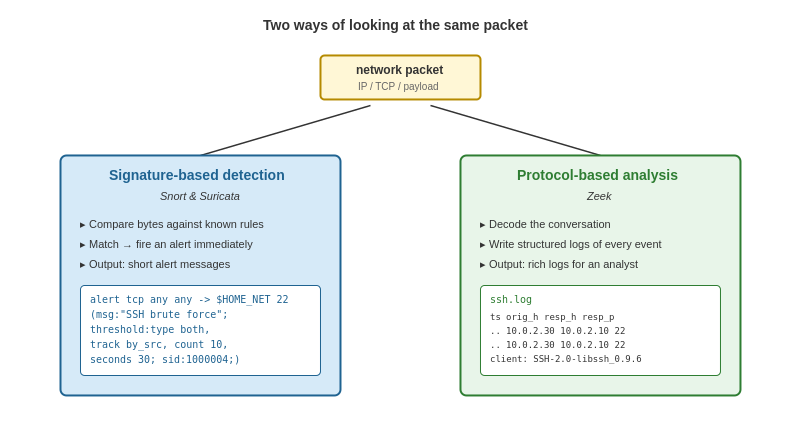 Two ways of looking at the same packet
network packet
IP / TCP / payload
Signature-based detection
Snort & Suricata
▸ Compare bytes against known rules
▸ Match → fire an alert immediately
▸ Output: short alert messages
alert tcp any any -> $HOME_NET 22
(msg:"SSH brute force";
threshold:type both,
track by_src, count 10,
seconds 30; sid:1000004;)
Protocol-based analysis
Zeek
▸ Decode the conversation
▸ Write structured logs of every event
▸ Output: rich logs for an analyst
ssh.log
ts orig_h resp_h resp_p
.. 10.0.2.30 10.0.2.10 22
.. 10.0.2.30 10.0.2.10 22
client: SSH-2.0-libssh_0.9.6